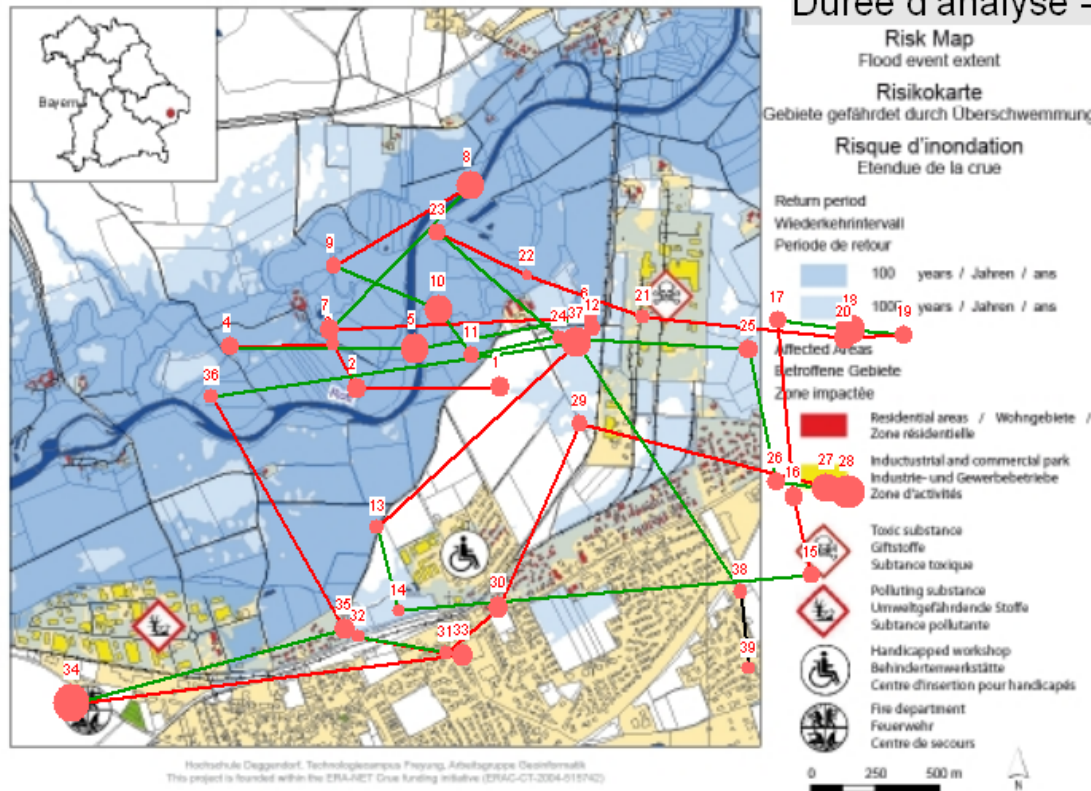 Durée d'analyse -
Risk Map
Flood event extent
Risikokarte
Gebiete gefährdet durch Überschwemmung
Risque d'inondation
Etendue de la crue
Bayern
Return period
Wiederkehrintervall
Periode de retour
100 years / Jahren / ans
years / Jahren / ans
Affected Areas
Betroffene Gebiete
Zone impactée
Residential areas / Wohngebiete /
Zone résidentielle
Inductustrial and commercial park
Industrie- und Gewerbebetriebe
Zone d'activités
Toxic substance
Giftstoffe
Subtance toxique
Polluting substance
Umweltgefährdende Stoffe
Subtance pollutante
Handicapped workshop
Behindertenwerkstätte
Centre d'insertion pour handicapés
Fire department
Feuerwehr
Centre de secours
0 250 500 m
N
8
23
9
22
10
7
6
12
21
17
18
4
5
24
37
20
19
11
25
2
1
36
29
26
16
27
28
13
15
14
30
38
35
32
31
33
39
34
Hochschule Deggendorf, Technologiecampus Freyung, Arbeitsgruppe Geoinformatik
This project is founded within the ERA-NET Crue funding initiative (ERAC-CT-2004-515742)